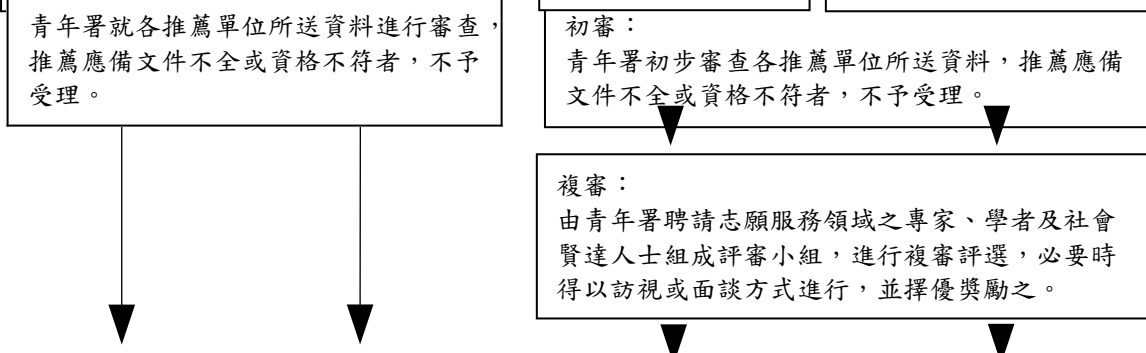 青年署就各推薦單位所送資料進行審查，
推薦應備文件不全或資格不符者，不予
受理。
初審：
青年署初步審查各推薦單位所送資料，推薦應備
文件不全或資格不符者，不予受理。
複審：
由青年署聘請志願服務領域之專家、學者及社會
賢達人士組成評審小組，進行複審評選，必要時
得以訪視或面談方式進行，並擇優獎勵之。